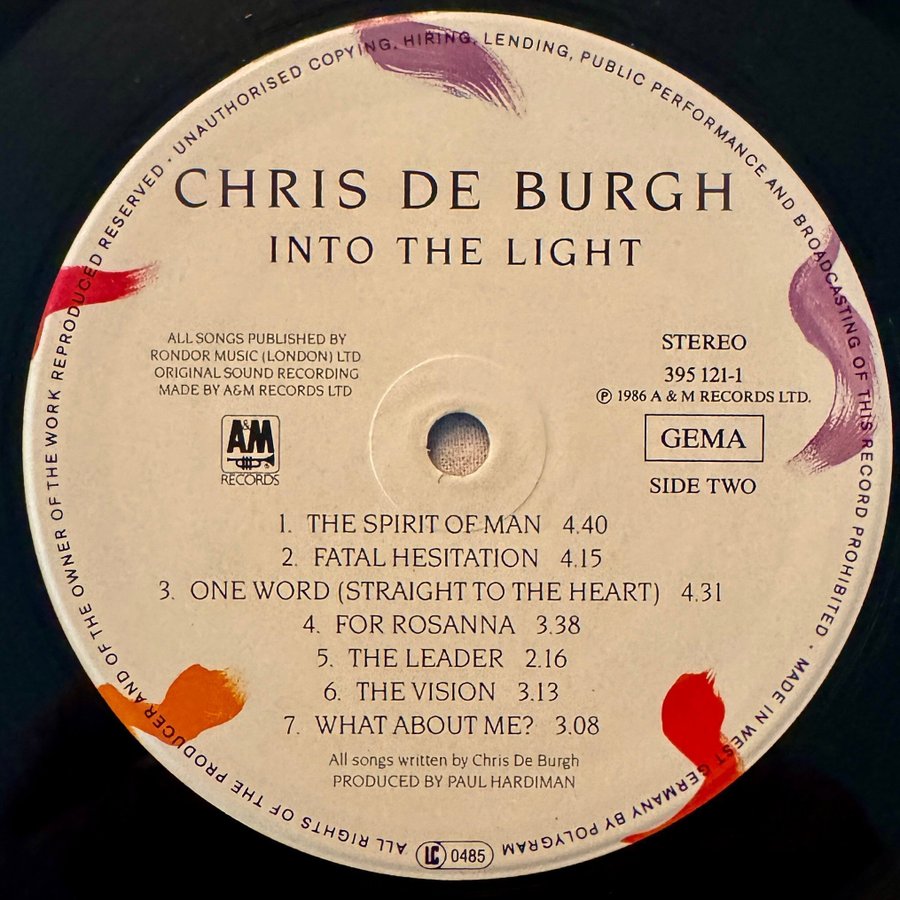 CHRIS DE BURGH
INTO THE LIGHT
ALL SONGS PUBLISHED BY
RONDOR MUSIC (LONDON) LTD
ORIGINAL SOUND RECORDING
MADE BY A&M RECORDS LTD
A&M
RECORDS
STEREO
395 121-1
Ⓟ 1986 A & M RECORDS LTD.
GEMA
SIDE TWO
1. THE SPIRIT OF MAN 4.40
2. FATAL HESITATION 4.15
3. ONE WORD (STRAIGHT TO THE HEART) 4.31
4. FOR ROSANNA 3.38
5. THE LEADER 2.16
6. THE VISION 3.13
7. WHAT ABOUT ME? 3.08
All songs written by Chris De Burgh
PRODUCED BY PAUL HARDIMAN
ALL RIGHTS OF THE PRODUCER AND OF THE OWNER OF THE WORK REPRODUCED RESERVED · UNAUTHORISED COPYING, HIRING, LENDING, PUBLIC PERFORMANCE AND BROADCASTING OF THIS RECORD PROHIBITED · MADE IN WEST GERMANY BY POLYGRAM
LC 0485